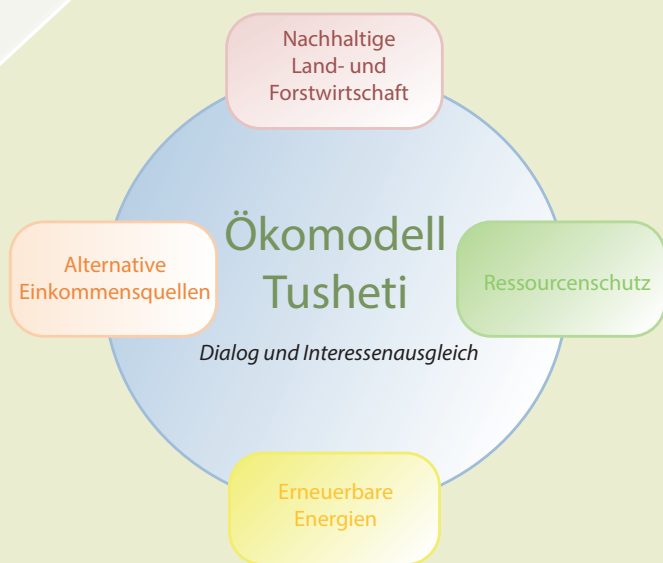 Nachhaltige
Land- und
Forstwirtschaft
Ökomodell
Tusheti
Dialog und Interessenausgleich
Alternative
Einkommensquellen
Ressourcenschutz
Erneuerbare
Energien